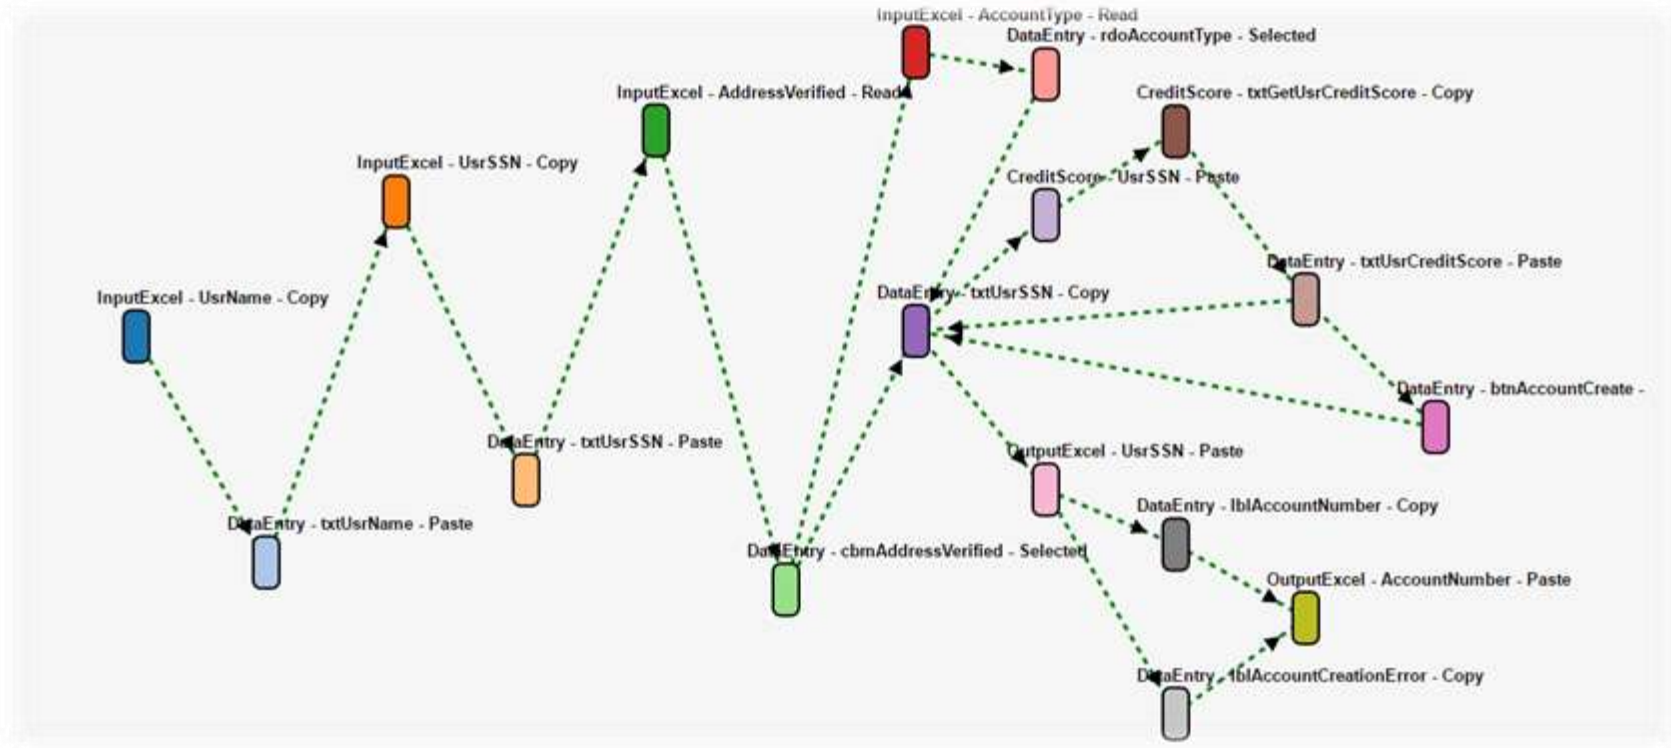 InputExcel - AccountType - Read
DataEntry - rdoAccountType - Selected
InputExcel - AddressVerified - Read
CreditScore - txtGetUsrCreditScore - Copy
InputExcel - UsrSSN - Copy
CreditScore - UsrSSN - Paste
DataEntry - txtUsrCreditScore - Paste
InputExcel - UsrName - Copy
DataEntry - txtUsrSSN - Copy
DataEntry - btnAccountCreate -
DataEntry - txtUsrSSN - Paste
OutputExcel - UsrSSN - Paste
DataEntry - lblAccountNumber - Copy
DataEntry - txtUsrName - Paste
DataEntry - cbmAddressVerified - Selected
OutputExcel - AccountNumber - Paste
DataEntry - lblAccountCreationError - Copy